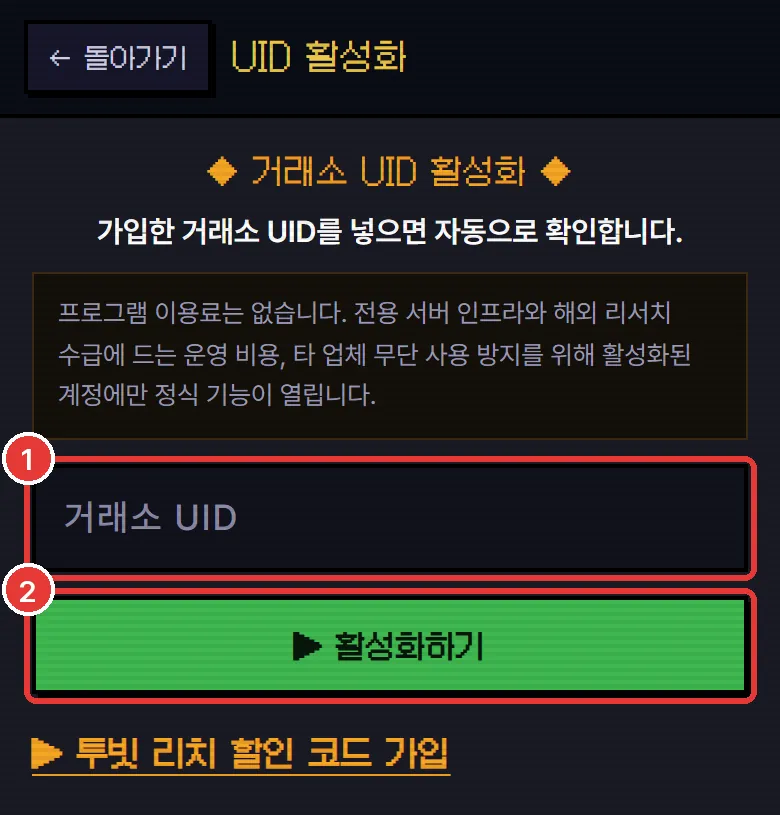 ← 돌아가기 UID 활성화
◆ 거래소 UID 활성화 ◆
가입한 거래소 UID를 넣으면 자동으로 확인합니다.
프로그램 이용료는 없습니다. 전용 서버 인프라와 해외 리서치
수급에 드는 운영 비용, 타 업체 무단 사용 방지를 위해 활성화된
계정에만 정식 기능이 열립니다.
1
거래소 UID
2
▶ 활성화하기
▶ 투빗 리치 할인 코드 가입